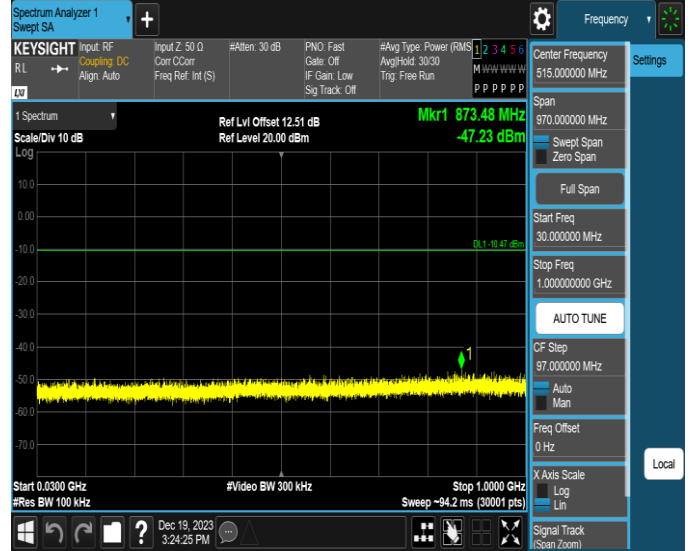 Spectrum Analyzer 1
Swept SA
+
Frequency
KEYSIGHT
RL
LXI
Input: RF
Coupling: DC
Align: Auto
Input Z: 50 Ω
Corr CCorr
Freq Ref: Int (S)
#Atten: 30 dB
PNO: Fast
Gate: Off
IF Gain: Low
Sig Track: Off
#Avg Type: Power (RMS
Avg|Hold: 30/30
Trig: Free Run
1 2 3 4 5 6
M W W W W W
P P P P P P
1 Spectrum
Scale/Div 10 dB
Log
Ref Lvl Offset 12.51 dB
Ref Level 20.00 dBm
Mkr1 873.48 MHz
-47.23 dBm
10.0
0.00
-10.0
-20.0
-30.0
-40.0
-50.0
-60.0
-70.0
DL1 -10.47 dBm
1
Start 0.0300 GHz
#Res BW 100 kHz
#Video BW 300 kHz
Stop 1.0000 GHz
Sweep ~94.2 ms (30001 pts)
?
Dec 19, 2023
3:24:25 PM
Center Frequency
515.000000 MHz
Span
970.000000 MHz
Swept Span
Zero Span
Full Span
Start Freq
30.000000 MHz
Stop Freq
1.000000000 GHz
AUTO TUNE
CF Step
97.000000 MHz
Auto
Man
Freq Offset
0 Hz
X Axis Scale
Log
Lin
Signal Track
(Span Zoom)
Settings
Local